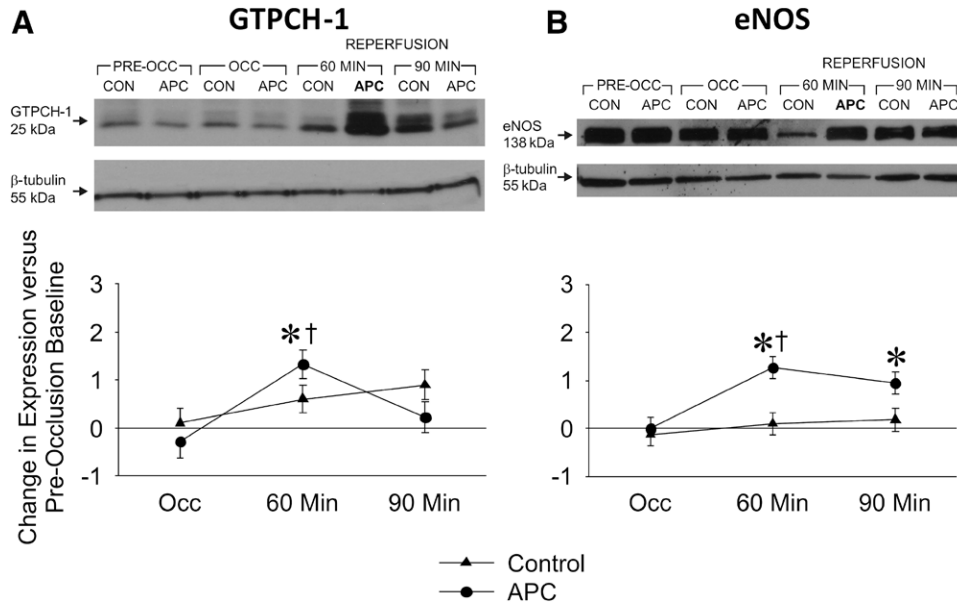 A
GTPCH-1
REPERFUSION
PRE-OCC OCC 60 MIN 90 MIN
CON APC CON APC CON APC CON APC
GTPCH-1
25 kDa
β-tubulin
55 kDa
B
eNOS
REPERFUSION
PRE-OCC OCC 60 MIN 90 MIN
CON APC CON APC CON APC CON APC
eNOS
138 kDa
β-tubulin
55 kDa
Change in Expression versus
Pre-Occlusion Baseline
3
2
1
0
-1
*†
Occ 60 Min 90 Min
3
2
1
0
-1
*†
*
Occ 60 Min 90 Min
Control
APC